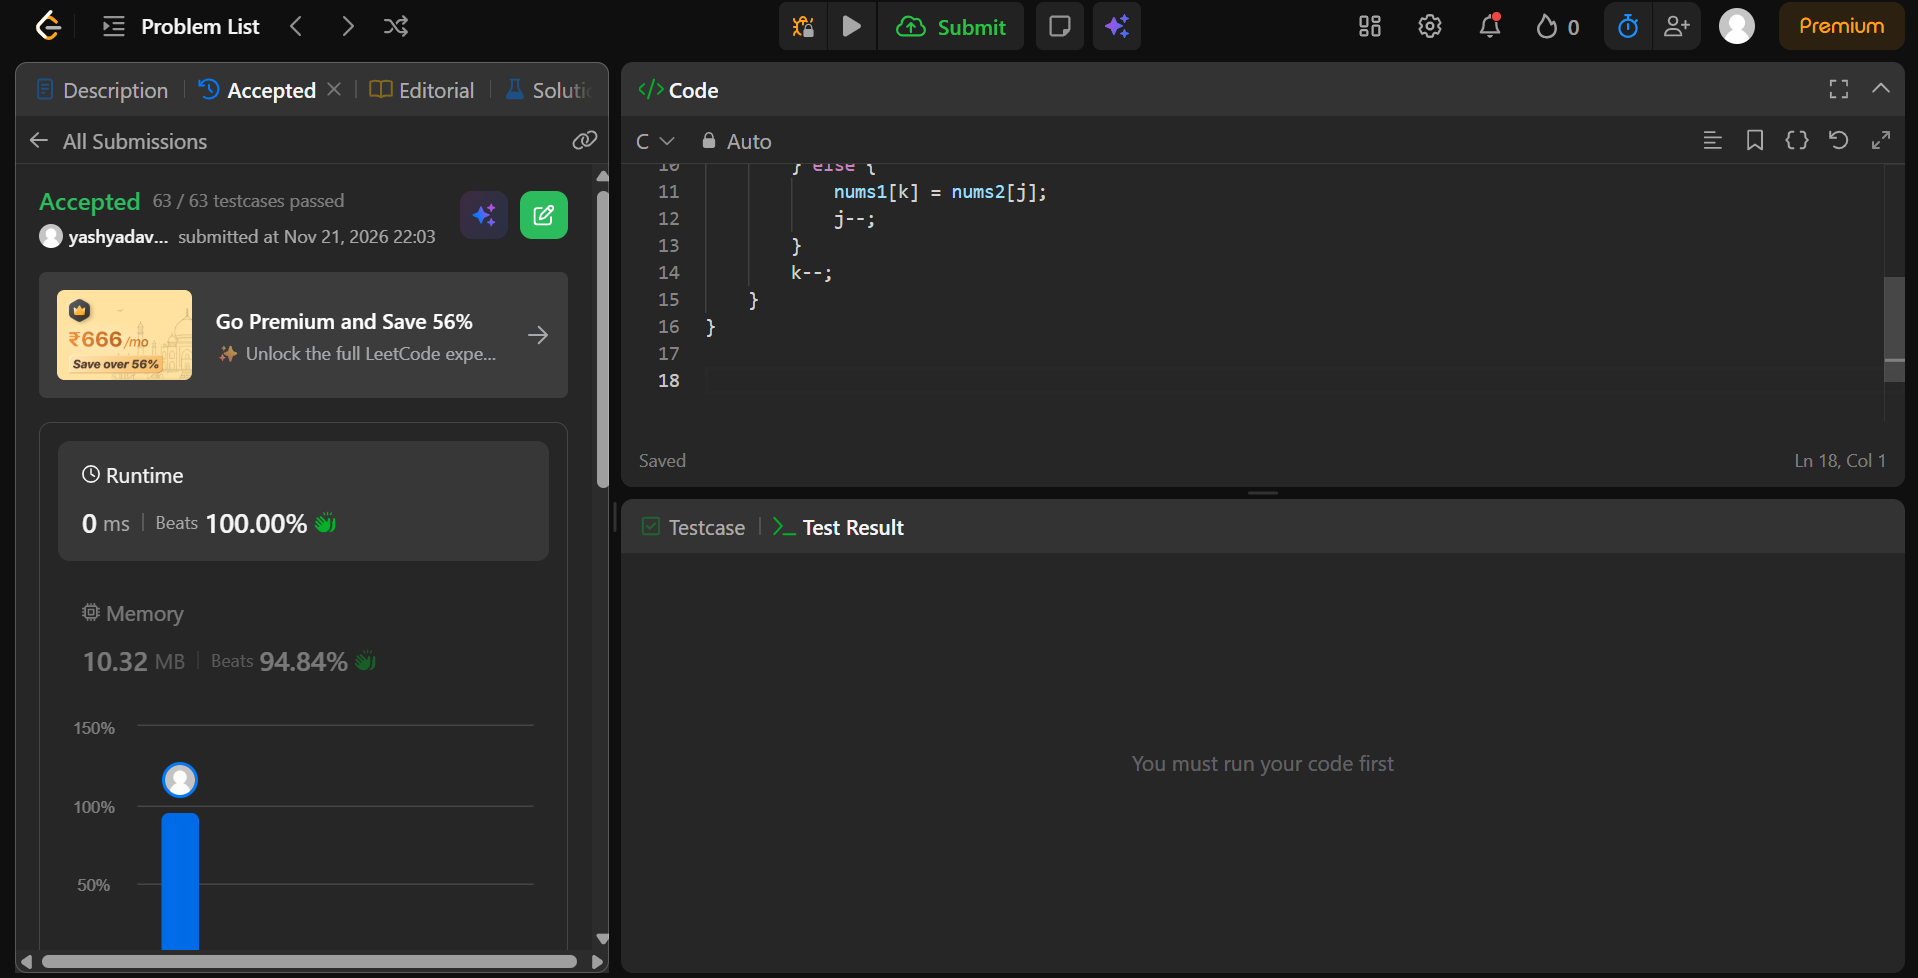 Problem List
Submit
0
Premium
Description
Accepted
Editorial
Solutio
All Submissions
Accepted 63 / 63 testcases passed
yashyadav... submitted at Nov 21, 2026 22:03
₹666/mo
Save over 56%
Go Premium and Save 56%
✨ Unlock the full LeetCode expe...
Runtime
0 ms | Beats 100.00% 👏
Memory
10.32 MB | Beats 94.84% 👏
150%
100%
50%
</> Code
C
Auto
10 } else {
11 nums1[k] = nums2[j];
12 j--;
13 }
14 k--;
15 }
16 }
17
18
Saved
Ln 18, Col 1
Testcase
>_ Test Result
You must run your code first